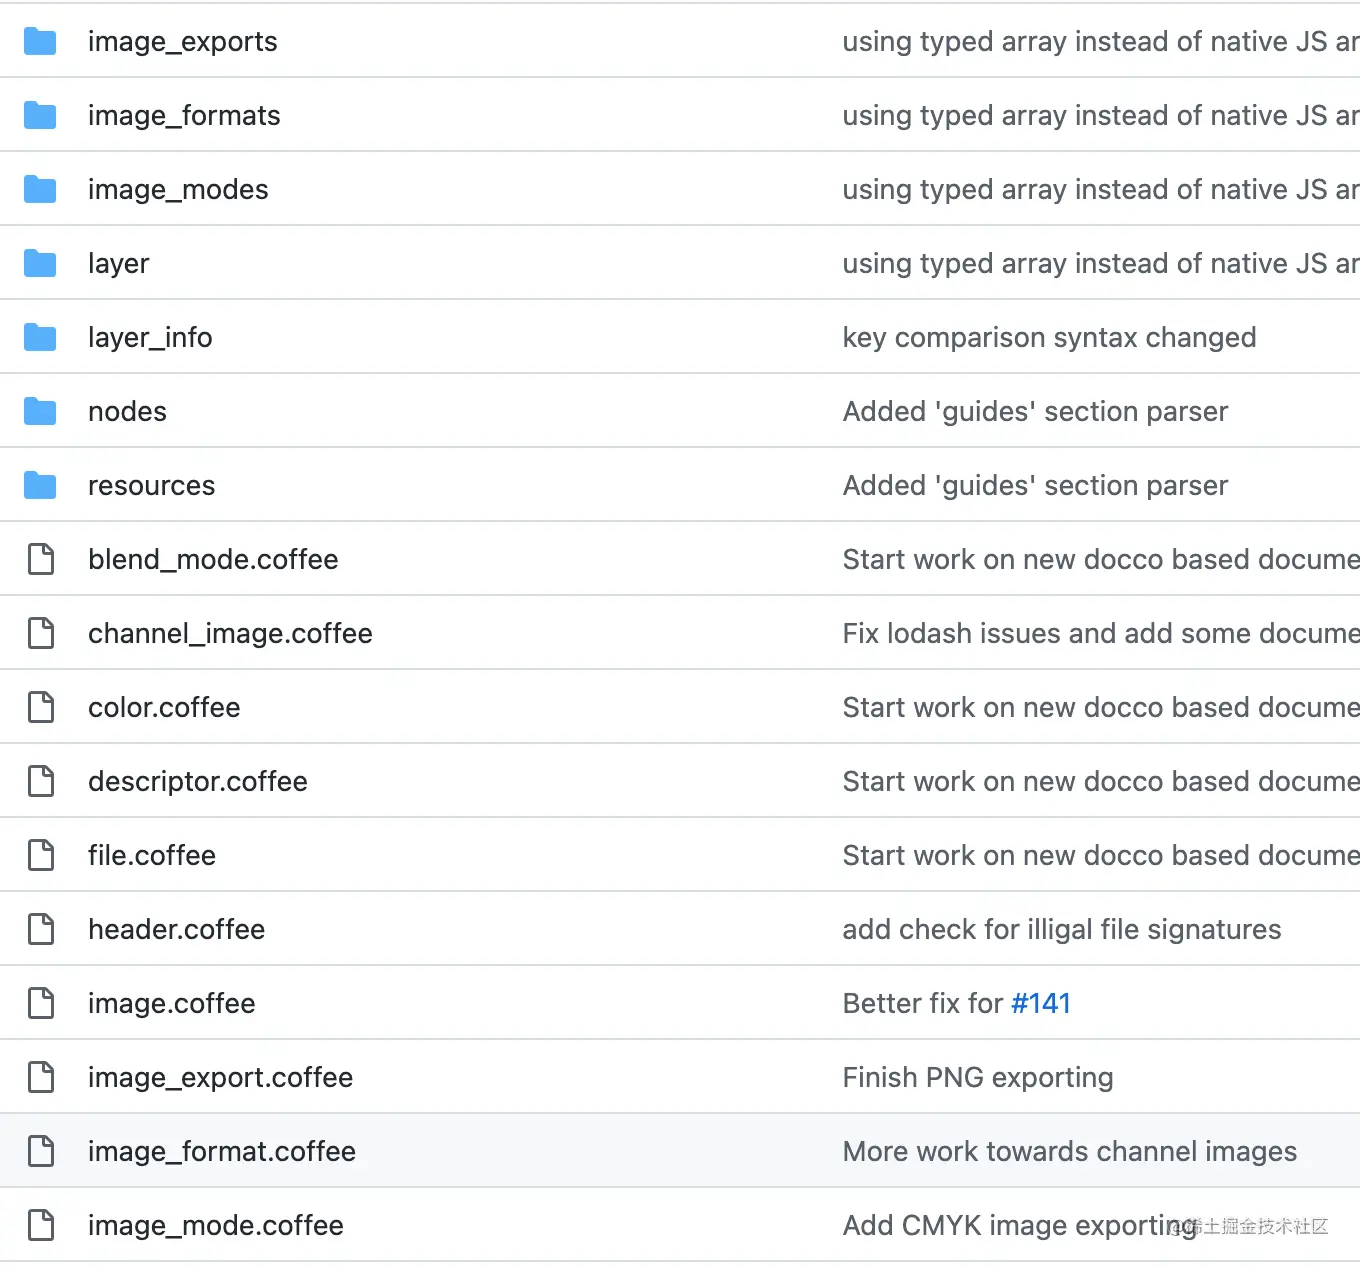 image_exports using typed array instead of native JS ar
image_formats using typed array instead of native JS ar
image_modes using typed array instead of native JS ar
layer using typed array instead of native JS ar
layer_info key comparison syntax changed
nodes Added 'guides' section parser
resources Added 'guides' section parser
blend_mode.coffee Start work on new docco based docume
channel_image.coffee Fix lodash issues and add some docume
color.coffee Start work on new docco based docume
descriptor.coffee Start work on new docco based docume
file.coffee Start work on new docco based docume
header.coffee add check for illigal file signatures
image.coffee Better fix for #141
image_export.coffee Finish PNG exporting
image_format.coffee More work towards channel images
image_mode.coffee Add CMYK image exporting
@稀土掘金技术社区